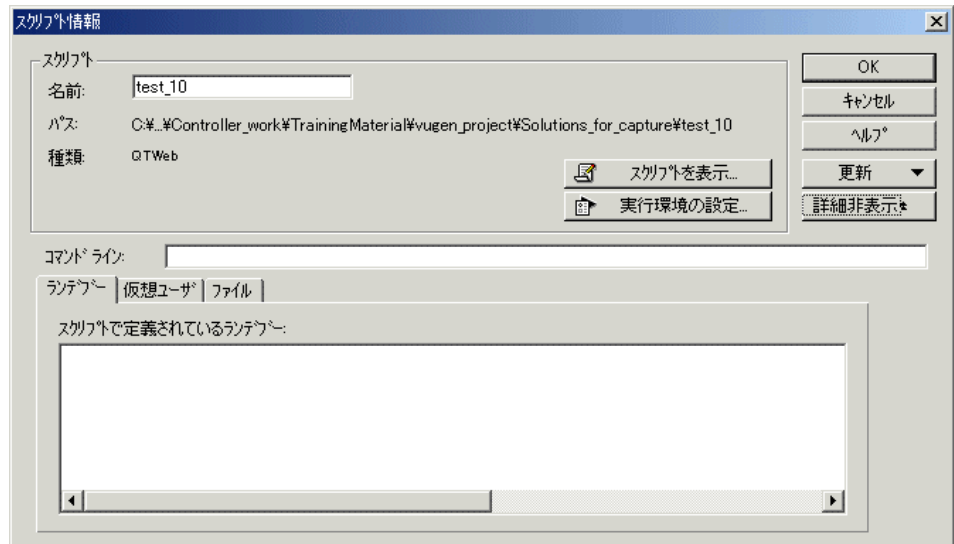 スクリプト情報
スクリプト
名前: test_10
パス: C:¥...¥Controller_work¥TrainingMaterial¥vugen_project¥Solutions_for_capture¥test_10
種類: QTWeb
スクリプトを表示...
実行環境の設定...
OK
キャンセル
ヘルプ
更新
詳細非表示
コマンド ライン:
ランデブー 仮想ユーザ ファイル
スクリプトで定義されているランデブー: